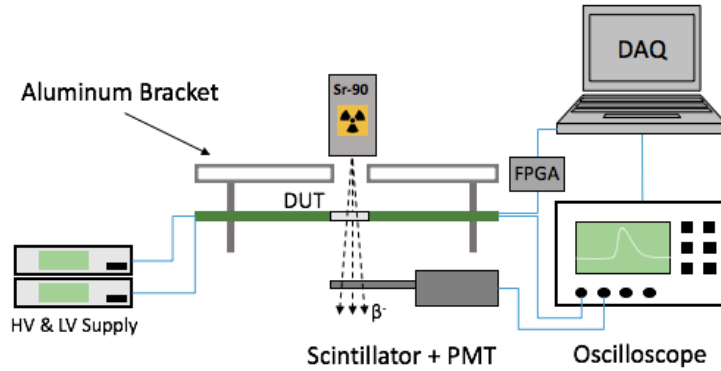 Sr-90
DAQ
Aluminum Bracket
FPGA
DUT
β-
HV & LV Supply
Scintillator + PMT
Oscilloscope